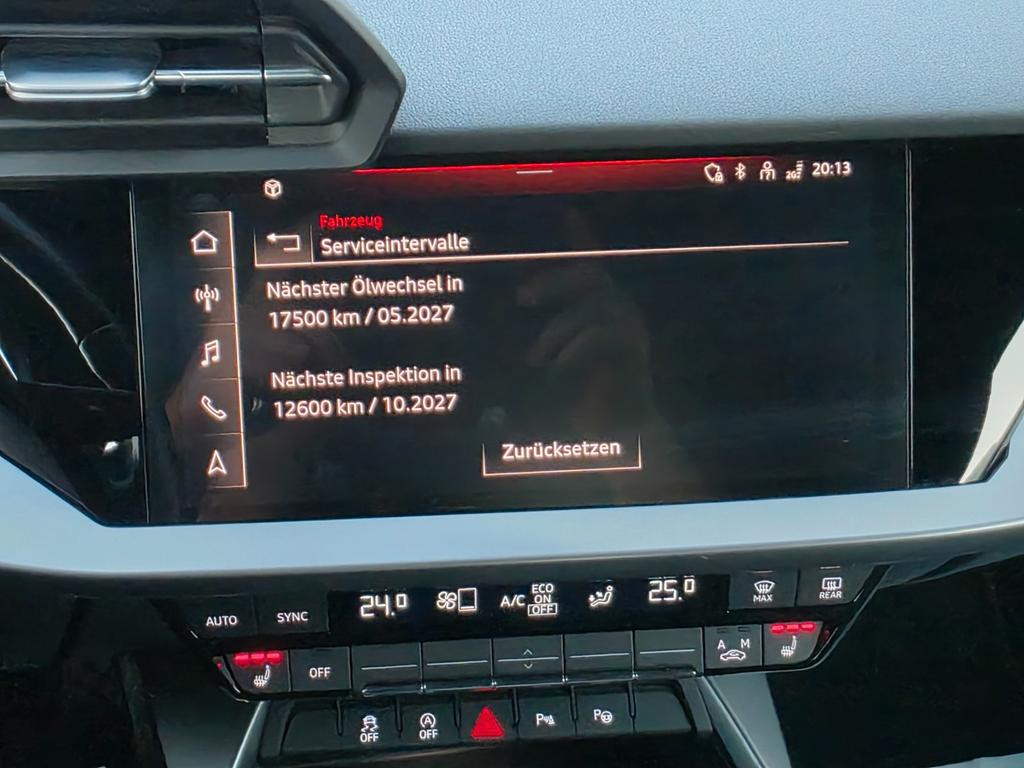 2G 20:13
Fahrzeug
Serviceintervalle
Nächster Ölwechsel in
17500 km / 05.2027
Nächste Inspektion in
12600 km / 10.2027
Zurücksetzen
AUTO SYNC 24.0 A/C ECO ON OFF 25.0 MAX REAR
OFF A M
OFF OFF P P